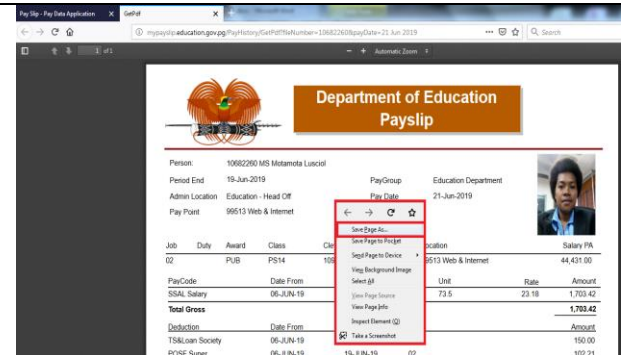 Pay Slip - Pay Data Application × GetPdf ×
mypayslip.education.gov.pg/PayHistory/GetPdf?fileNumber=10682260&payDate=21 Jun 2019 Search
1 of 1 - + Automatic Zoom
Department of Education
Payslip
Person: 10682260 MS Motamota Lusciol
Period End 19-Jun-2019 PayGroup Education Department
Admin Location Education - Head Off Pay Date 21-Jun-2019
Pay Point 99513 Web & Internet
Save Page As...
Save Page to Pocket
Send Page to Device
View Background Image
Select All
View Page Source
View Page Info
Inspect Element (Q)
Take a Screenshot
Job Duty Award Class Salary PA
02 PUB PS14 9513 Web & Internet 44,431.00
PayCode Date From Unit Rate Amount
SSAL Salary 06-JUN-19 73.5 23.18 1,703.42
Total Gross 1,703.42
Deduction Date From Amount
TS&Loan Society 06-JUN-19 150.00
POSF Super 06-JUN-19 19-JUN-19 02 102.21